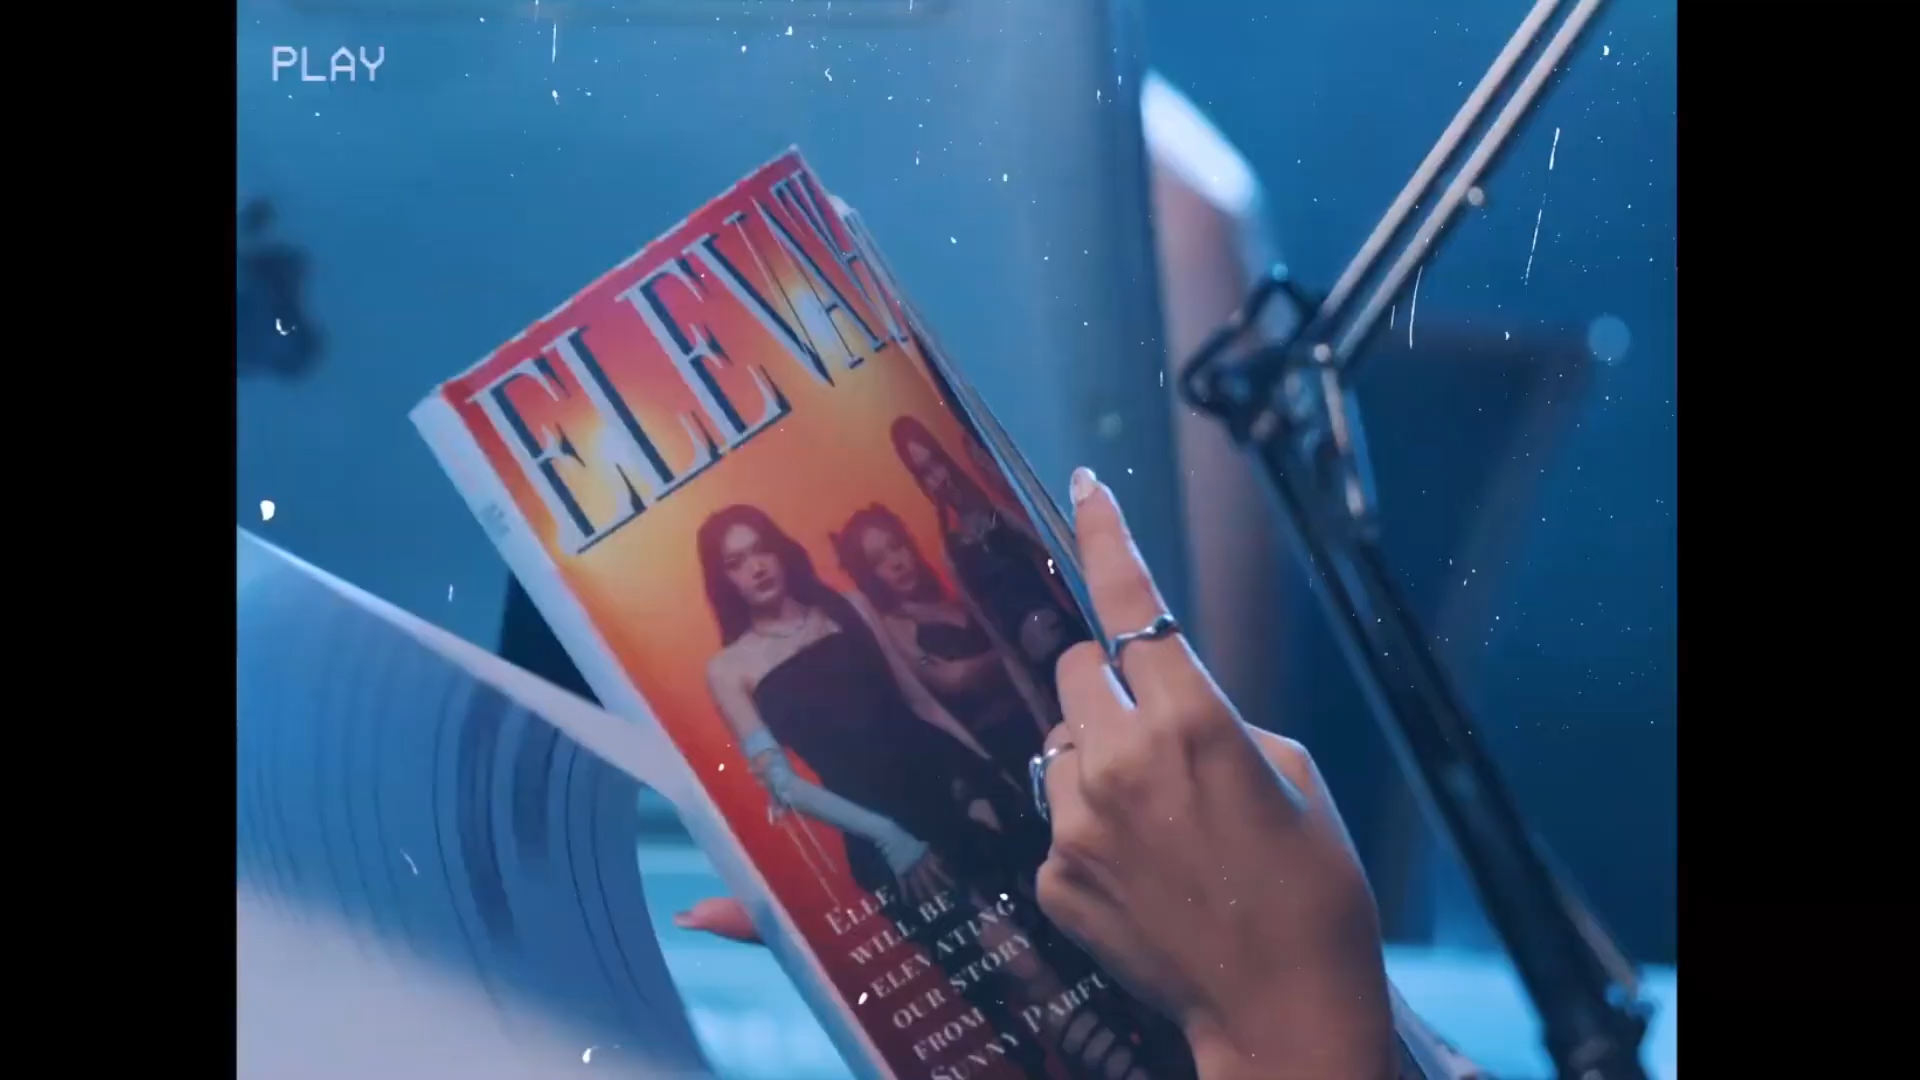 PLAY
ELEVA
ELLE
WILL BE
ELEVATING
OUR STORY
FROM
SUNNY PARFU